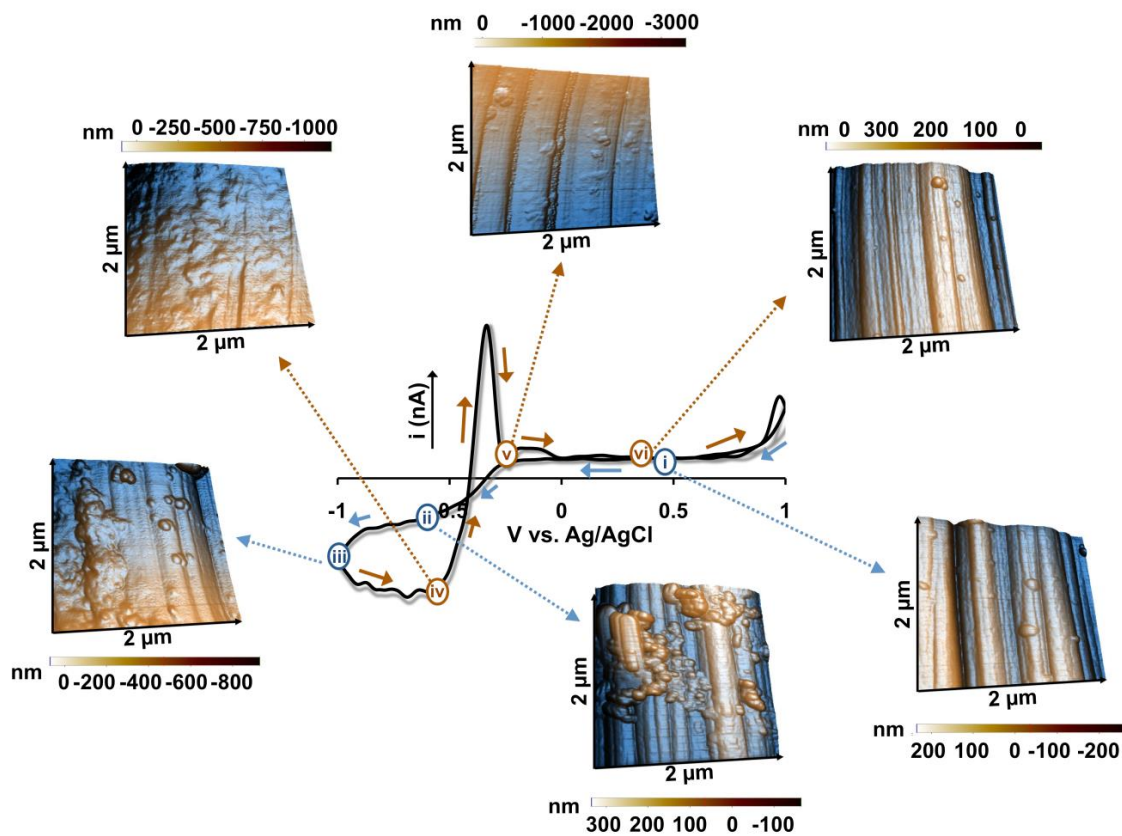 nm 0 -1000 -2000 -3000
2 µm
2 µm
nm 0 -250 -500 -750 -1000
2 µm
2 µm
nm 0 300 200 100 0
2 µm
2 µm
i (nA)
v
vi
i
-1 0.5 0 0.5 1
V vs. Ag/AgCl
ii
iii
iv
2 µm
2 µm
nm
0 -200 -400 -600 -800
2 µm
2 µm
nm
300 200 100 0 -100
2 µm
2 µm
nm
200 100 0 -100 -200